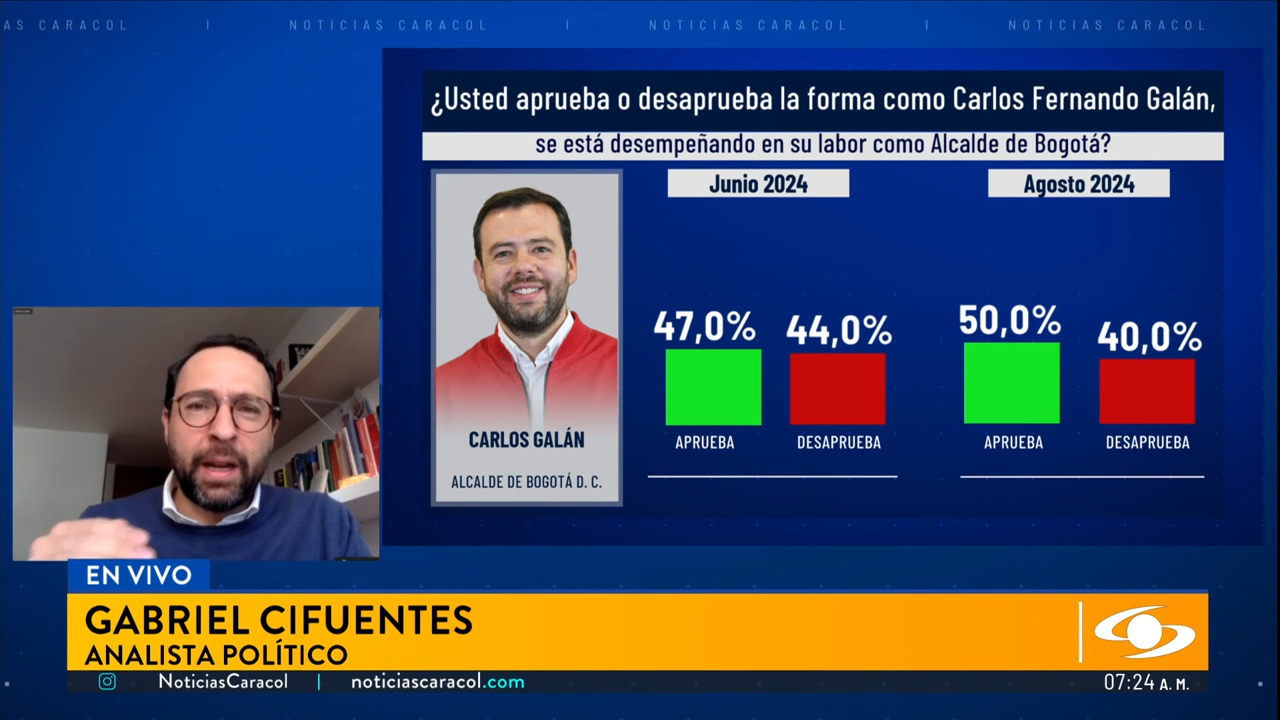 AS CARACOL | NOTICIAS CARACOL | NOTICIAS CARACOL | NOTICIAS CARACOL
¿Usted aprueba o desaprueba la forma como Carlos Fernando Galán,
se está desempeñando en su labor como Alcalde de Bogotá?
Junio 2024
Agosto 2024
47,0%
44,0%
50,0%
40,0%
APRUEBA
DESAPRUEBA
APRUEBA
DESAPRUEBA
CARLOS GALÁN
ALCALDE DE BOGOTÁ D. C.
EN VIVO
GABRIEL CIFUENTES
ANALISTA POLÍTICO
NoticiasCaracol | noticiascaracol.com
07:24 A. M.